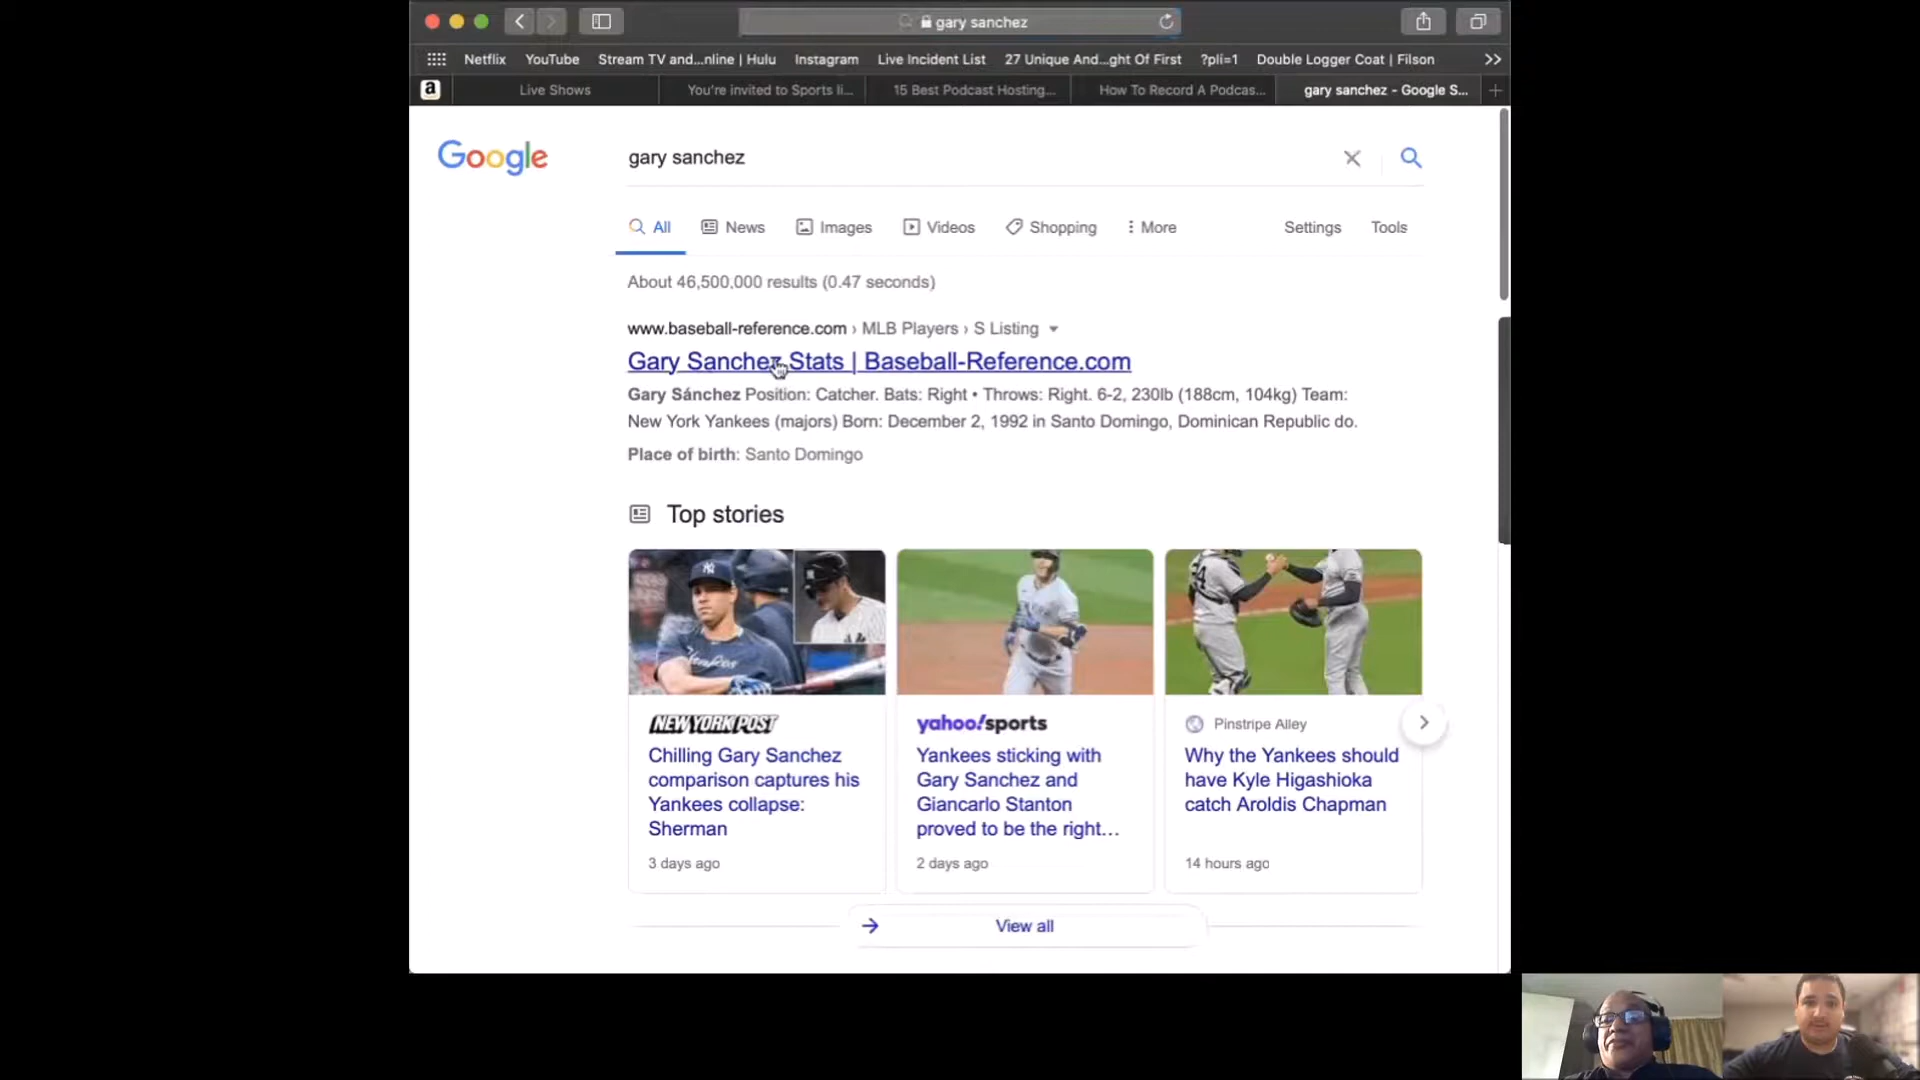 gary sanchez
Netflix YouTube Stream TV and...nline | Hulu Instagram Live Incident List 27 Unique And...ght Of First ?pli=1 Double Logger Coat | Filson
a Live Shows You're invited to Sports li... 15 Best Podcast Hosting... How To Record A Podcas... gary sanchez - Google S...
Google gary sanchez
All News Images Videos Shopping More Settings Tools
About 46,500,000 results (0.47 seconds)
www.baseball-reference.com › MLB Players › S Listing
Gary Sanchez Stats | Baseball-Reference.com
Gary Sánchez Position: Catcher. Bats: Right • Throws: Right. 6-2, 230lb (188cm, 104kg) Team:
New York Yankees (majors) Born: December 2, 1992 in Santo Domingo, Dominican Republic do.
Place of birth: Santo Domingo
Top stories
NEW YORK POST
Chilling Gary Sanchez
comparison captures his
Yankees collapse:
Sherman
3 days ago
yahoo!sports
Yankees sticking with
Gary Sanchez and
Giancarlo Stanton
proved to be the right...
2 days ago
Pinstripe Alley
Why the Yankees should
have Kyle Higashioka
catch Aroldis Chapman
14 hours ago
View all